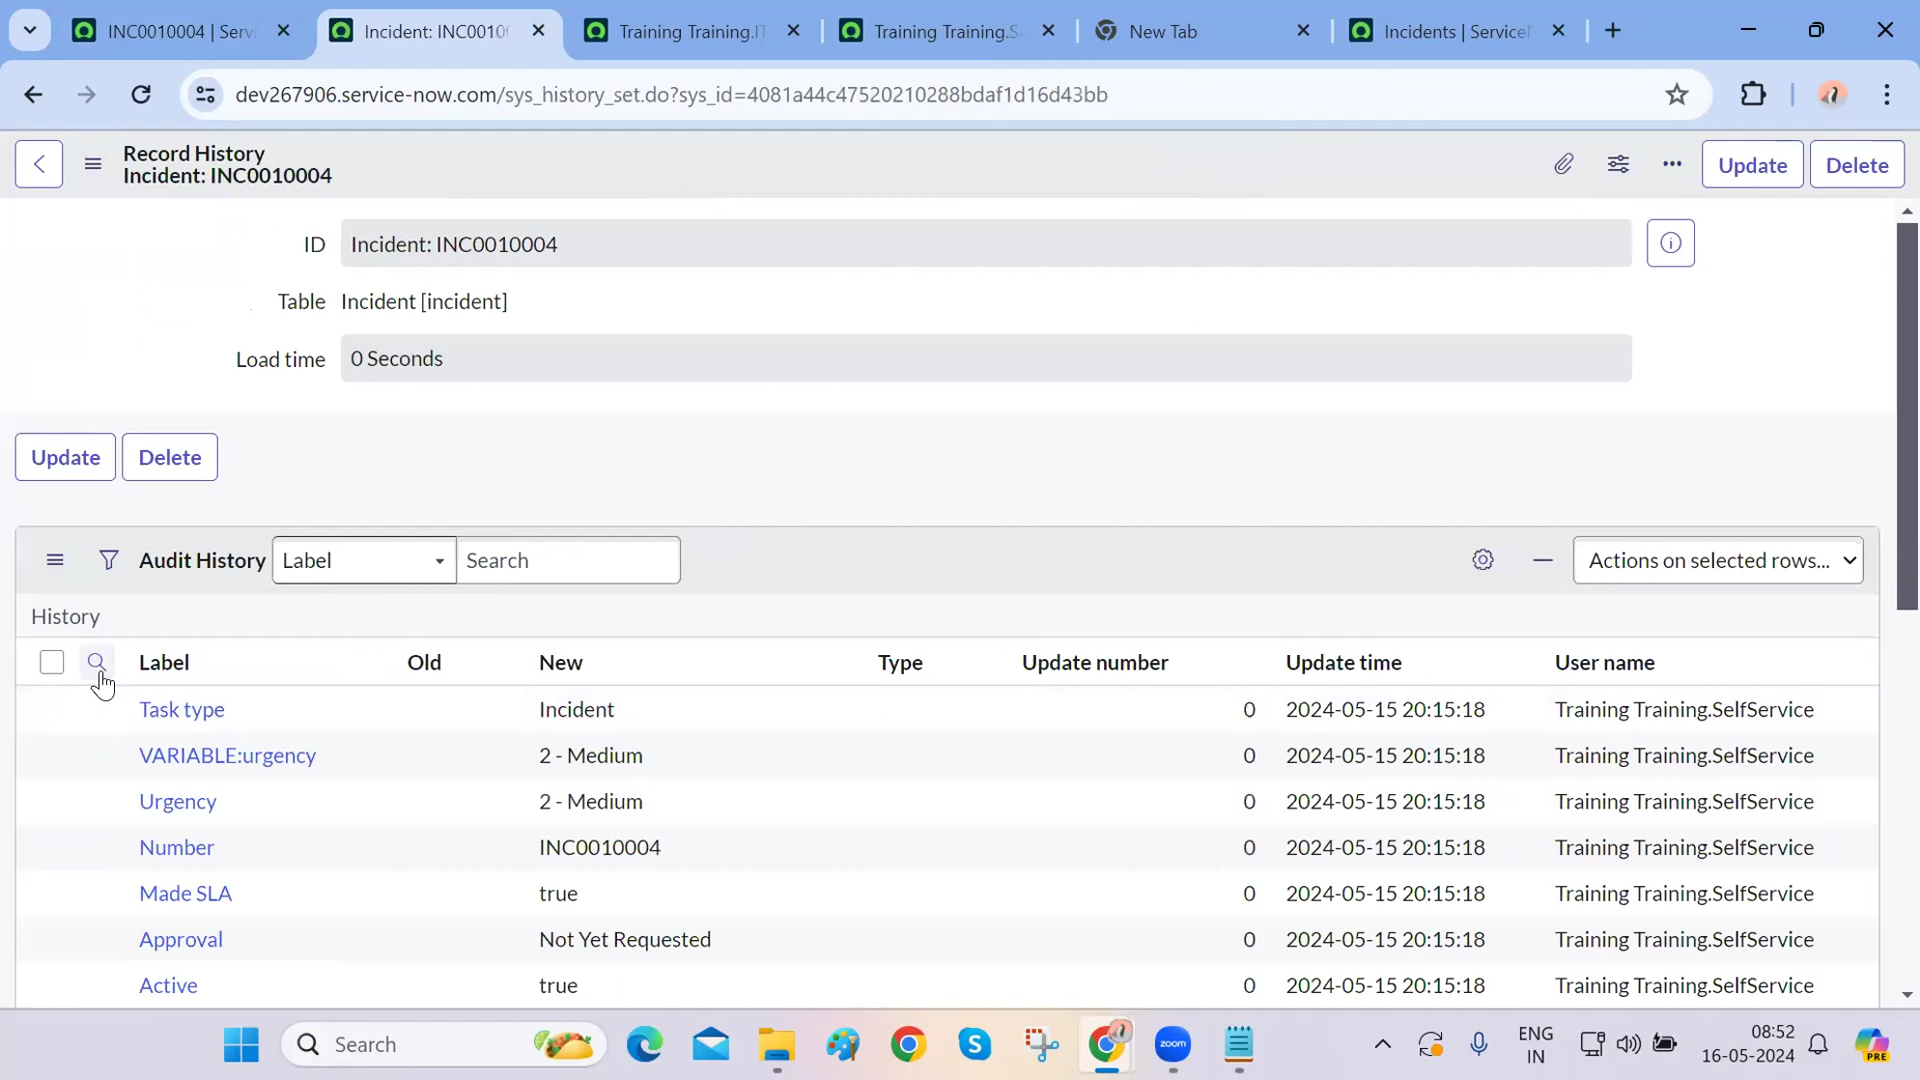 INC0010004 | Serv
Incident: INC0010
Training Training.IT
Training Training.S
New Tab
Incidents | Service
dev267906.service-now.com/sys_history_set.do?sys_id=4081a44c47520210288bdaf1d16d43bb
Record History
Incident: INC0010004
Update
Delete
ID
Incident: INC0010004
Table
Incident [incident]
Load time
0 Seconds
Update
Delete
Audit History
Label
Search
Actions on selected rows...
History
Label Old New Type Update number Update time User name
Task type Incident 0 2024-05-15 20:15:18 Training Training.SelfService
VARIABLE:urgency 2 - Medium 0 2024-05-15 20:15:18 Training Training.SelfService
Urgency 2 - Medium 0 2024-05-15 20:15:18 Training Training.SelfService
Number INC0010004 0 2024-05-15 20:15:18 Training Training.SelfService
Made SLA true 0 2024-05-15 20:15:18 Training Training.SelfService
Approval Not Yet Requested 0 2024-05-15 20:15:18 Training Training.SelfService
Active true 0 2024-05-15 20:15:18 Training Training.SelfService
Search
zoom
ENG
IN
08:52
16-05-2024
PRE